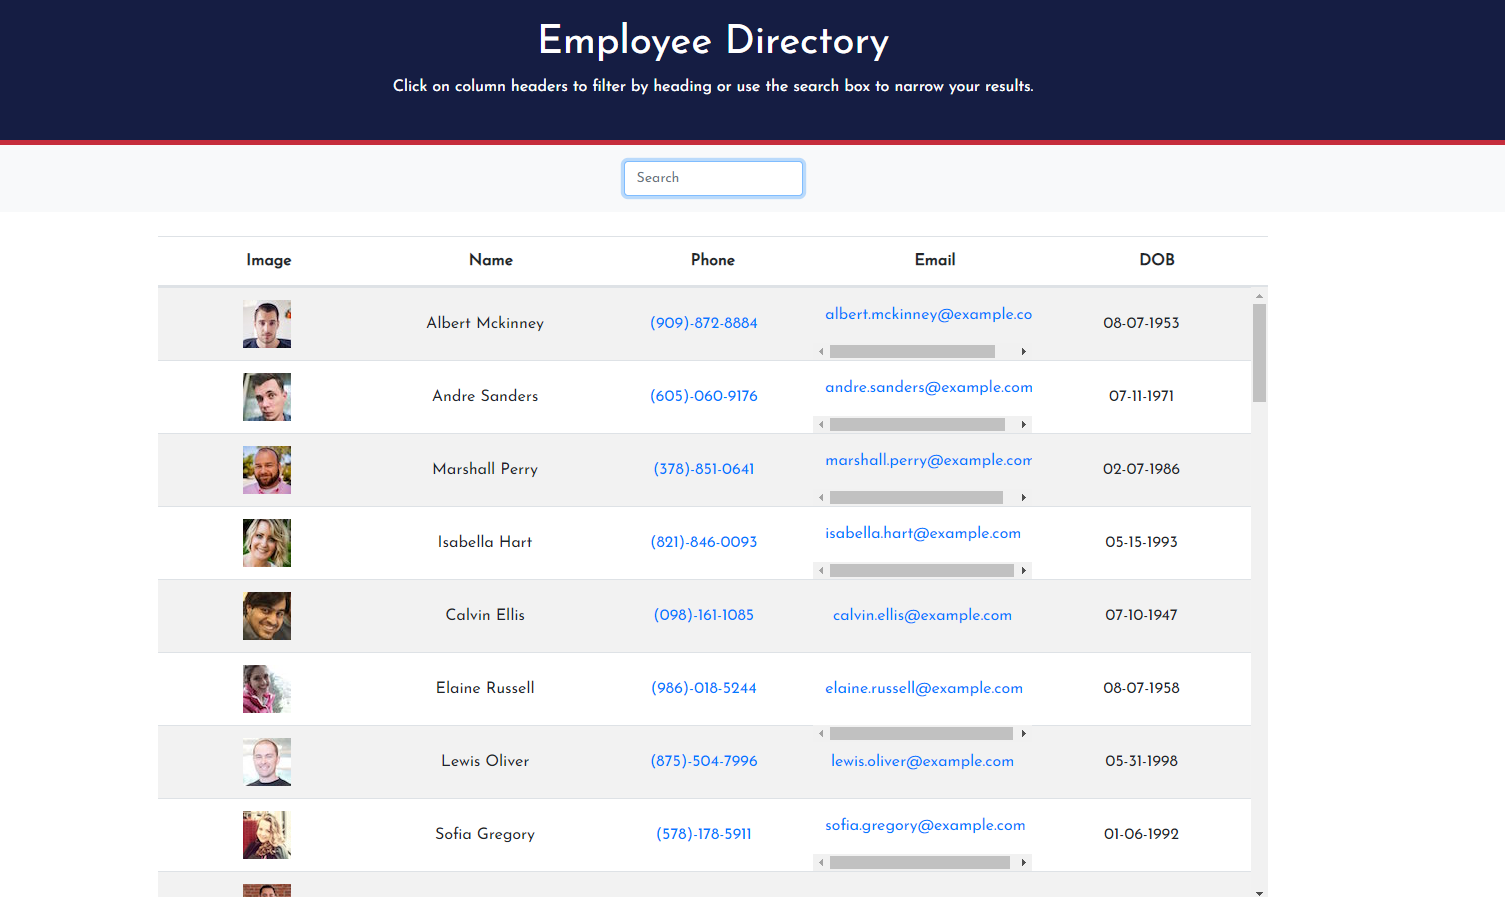 Employee Directory
Click on column headers to filter by heading or use the search box to narrow your results.
Search
Image Name Phone Email DOB
Albert Mckinney (909)-872-8884 albert.mckinney@example.co 08-07-1953
Andre Sanders (605)-060-9176 andre.sanders@example.com 07-11-1971
Marshall Perry (378)-851-0641 marshall.perry@example.com 02-07-1986
Isabella Hart (821)-846-0093 isabella.hart@example.com 05-15-1993
Calvin Ellis (098)-161-1085 calvin.ellis@example.com 07-10-1947
Elaine Russell (986)-018-5244 elaine.russell@example.com 08-07-1958
Lewis Oliver (875)-504-7996 lewis.oliver@example.com 05-31-1998
Sofia Gregory (578)-178-5911 sofia.gregory@example.com 01-06-1992